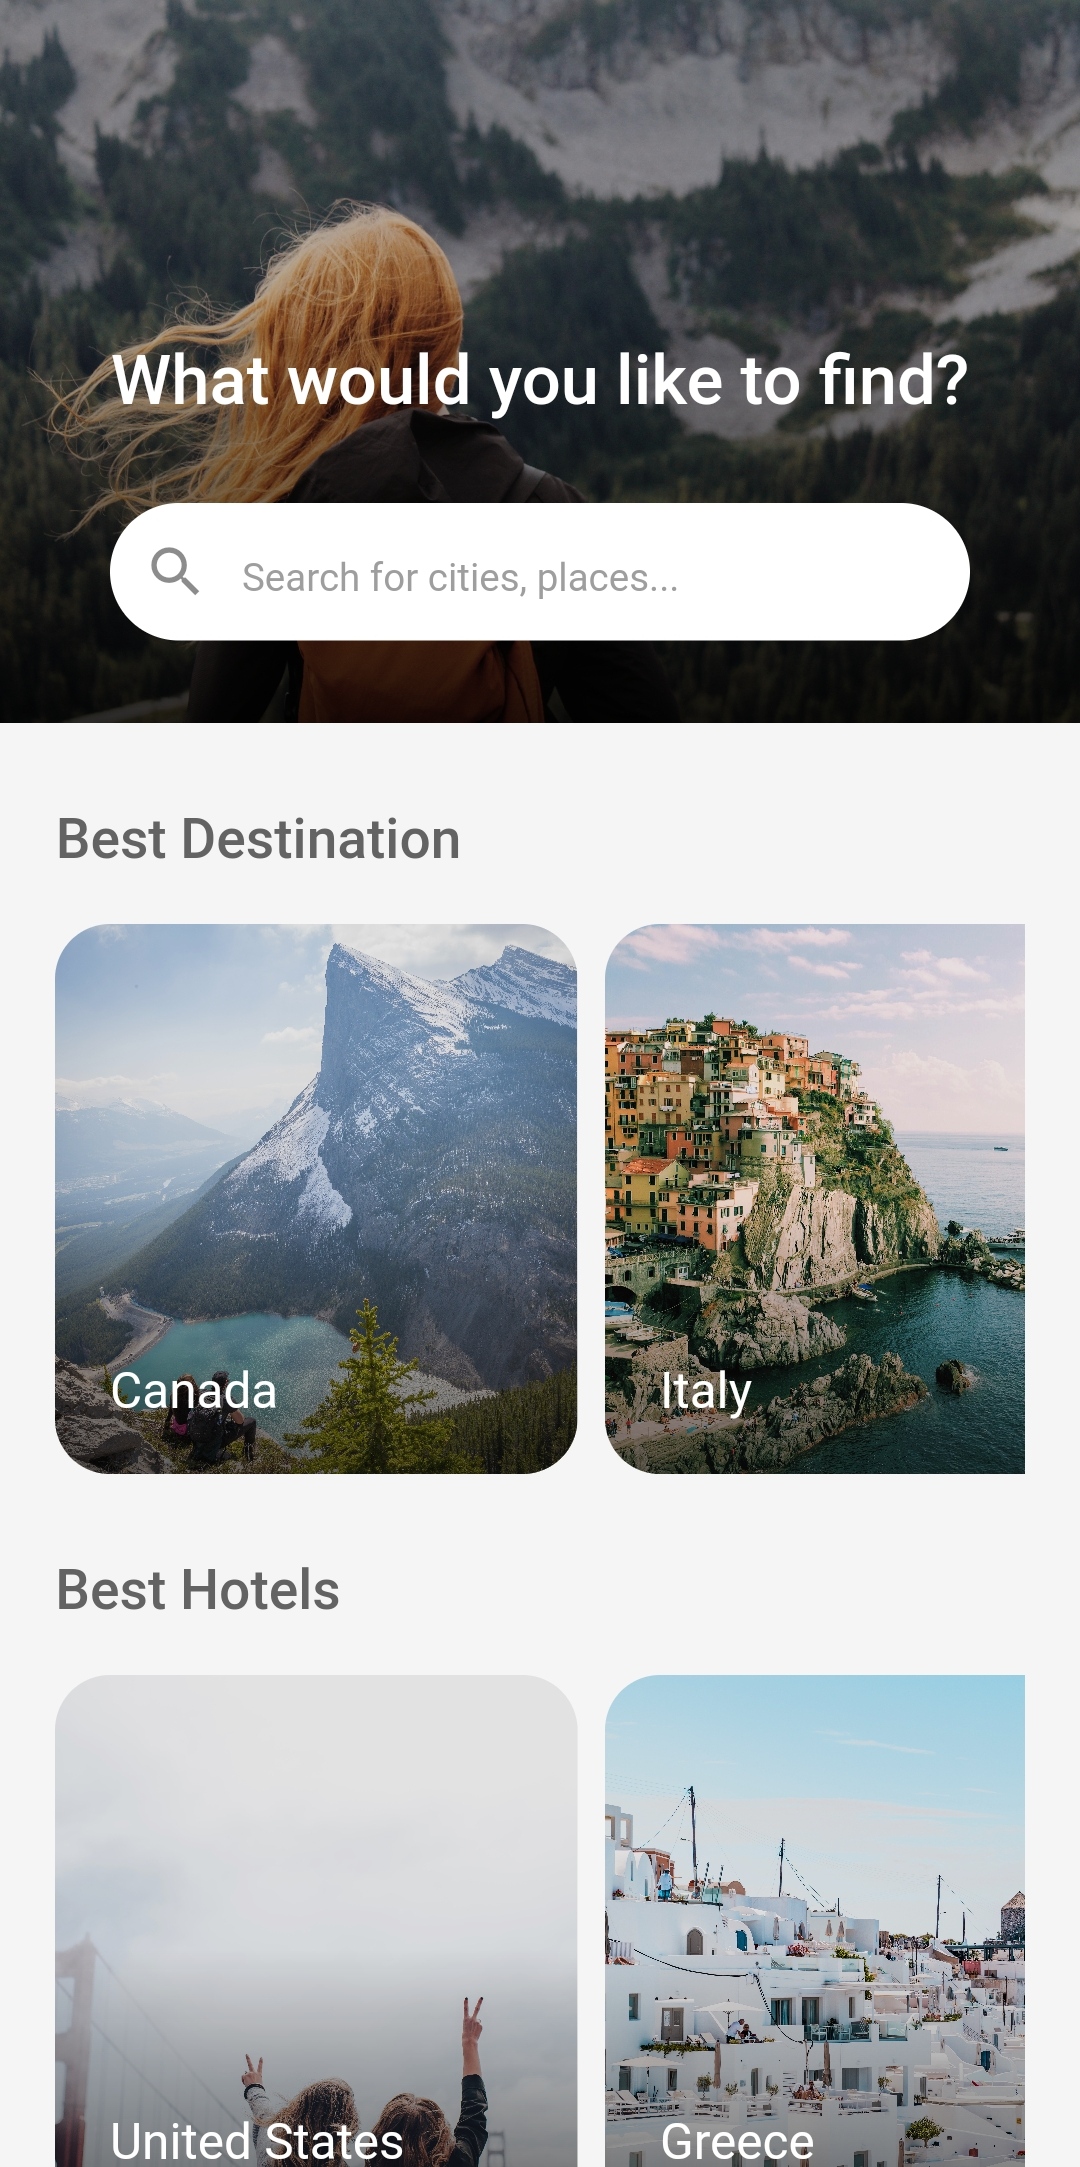 What would you like to find?
Search for cities, places...
Best Destination
Canada
Italy
Best Hotels
United States
Greece